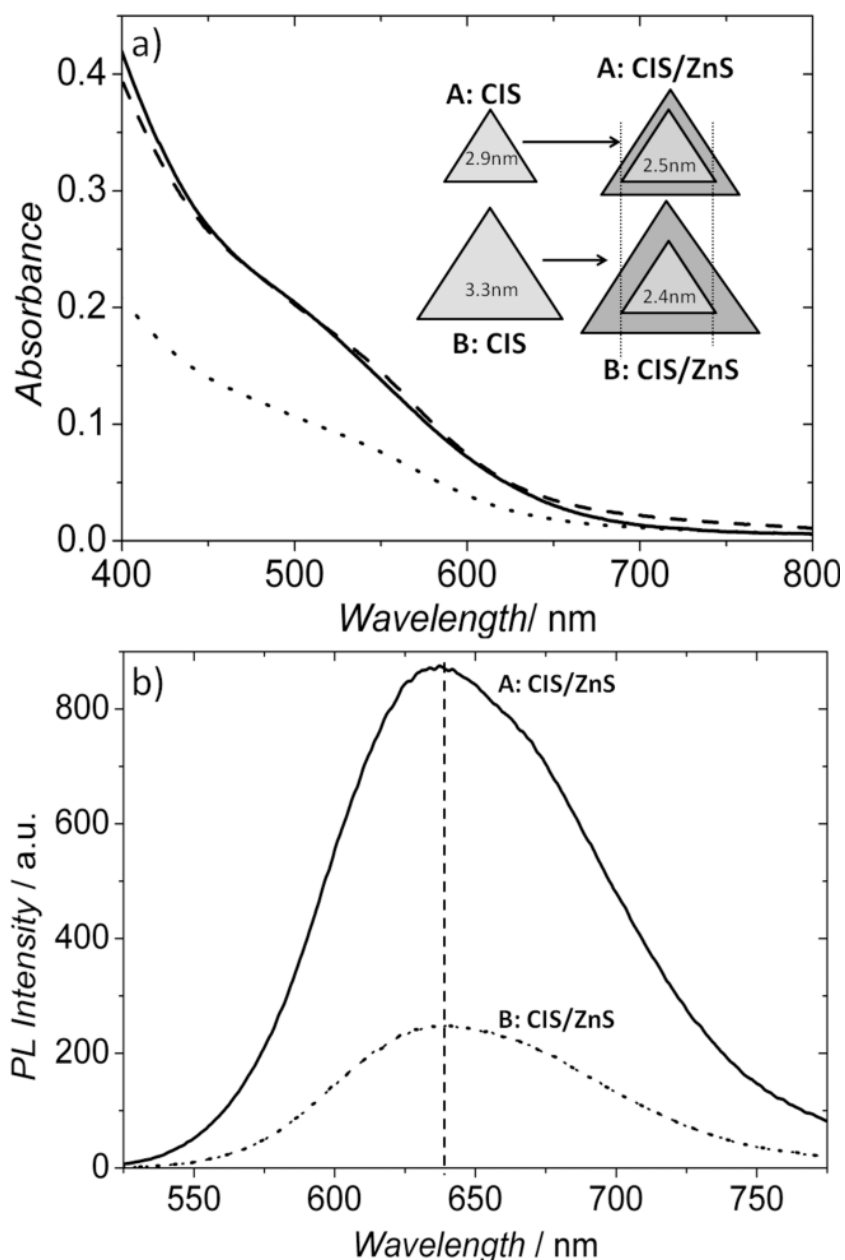 a)
A: CIS
A: CIS/ZnS
2.9nm
2.5nm
3.3nm
2.4nm
B: CIS
B: CIS/ZnS
Absorbance
0.4
0.3
0.2
0.1
0.0
400 500 600 700 800
Wavelength/ nm
b)
A: CIS/ZnS
B: CIS/ZnS
PL Intensity / a.u.
800
600
400
200
0
550 600 650 700 750
Wavelength / nm